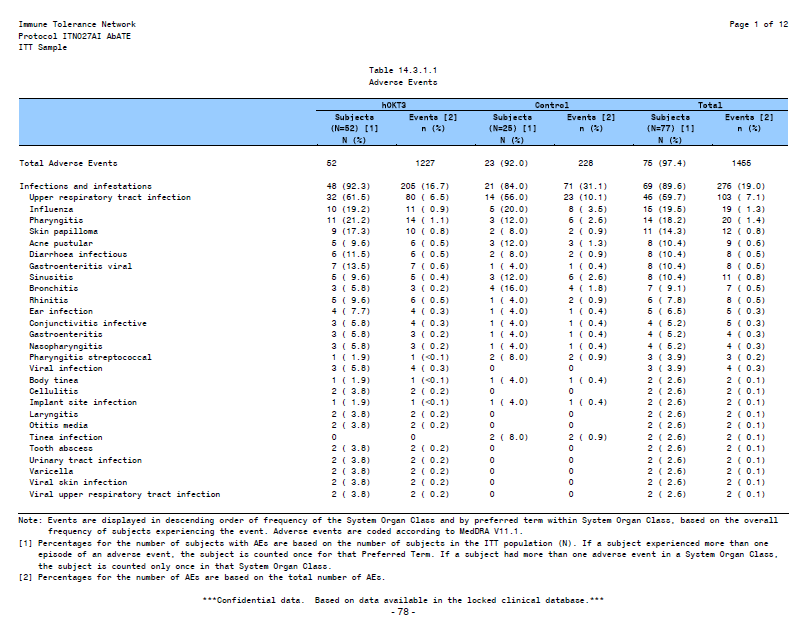 Immune Tolerance Network Page 1 of 12
Protocol ITN027AI AbATE
ITT Sample
Table 14.3.1.1
Adverse Events
hOKT3 Control Total
Subjects Events [2] Subjects Events [2] Subjects Events [2]
(N=52) [1] n (%) (N=25) [1] n (%) (N=77) [1] n (%)
N (%) N (%) N (%)
Total Adverse Events 52 1227 23 (92.0) 228 75 (97.4) 1455
Infections and infestations 48 (92.3) 205 (16.7) 21 (84.0) 71 (31.1) 69 (89.6) 276 (19.0)
Upper respiratory tract infection 32 (61.5) 80 ( 6.5) 14 (56.0) 23 (10.1) 46 (59.7) 103 ( 7.1)
Influenza 10 (19.2) 11 ( 0.9) 5 (20.0) 8 ( 3.5) 15 (19.5) 19 ( 1.3)
Pharyngitis 11 (21.2) 14 ( 1.1) 3 (12.0) 6 ( 2.6) 14 (18.2) 20 ( 1.4)
Skin papilloma 9 (17.3) 10 ( 0.8) 2 ( 8.0) 2 ( 0.9) 11 (14.3) 12 ( 0.8)
Acne pustular 5 ( 9.6) 6 ( 0.5) 3 (12.0) 3 ( 1.3) 8 (10.4) 9 ( 0.6)
Diarrhoea infectious 6 (11.5) 6 ( 0.5) 2 ( 8.0) 2 ( 0.9) 8 (10.4) 8 ( 0.5)
Gastroenteritis viral 7 (13.5) 7 ( 0.6) 1 ( 4.0) 1 ( 0.4) 8 (10.4) 8 ( 0.5)
Sinusitis 5 ( 9.6) 5 ( 0.4) 3 (12.0) 6 ( 2.6) 8 (10.4) 11 ( 0.8)
Bronchitis 3 ( 5.8) 3 ( 0.2) 4 (16.0) 4 ( 1.8) 7 ( 9.1) 7 ( 0.5)
Rhinitis 5 ( 9.6) 6 ( 0.5) 1 ( 4.0) 2 ( 0.9) 6 ( 7.8) 8 ( 0.5)
Ear infection 4 ( 7.7) 4 ( 0.3) 1 ( 4.0) 1 ( 0.4) 5 ( 6.5) 5 ( 0.3)
Conjunctivitis infective 3 ( 5.8) 4 ( 0.3) 1 ( 4.0) 1 ( 0.4) 4 ( 5.2) 5 ( 0.3)
Gastroenteritis 3 ( 5.8) 3 ( 0.2) 1 ( 4.0) 1 ( 0.4) 4 ( 5.2) 4 ( 0.3)
Nasopharyngitis 3 ( 5.8) 3 ( 0.2) 1 ( 4.0) 1 ( 0.4) 4 ( 5.2) 4 ( 0.3)
Pharyngitis streptococcal 1 ( 1.9) 1 (<0.1) 2 ( 8.0) 2 ( 0.9) 3 ( 3.9) 3 ( 0.2)
Viral infection 3 ( 5.8) 4 ( 0.3) 0 0 3 ( 3.9) 4 ( 0.3)
Body tinea 1 ( 1.9) 1 (<0.1) 1 ( 4.0) 1 ( 0.4) 2 ( 2.6) 2 ( 0.1)
Cellulitis 2 ( 3.8) 2 ( 0.2) 0 0 2 ( 2.6) 2 ( 0.1)
Implant site infection 1 ( 1.9) 1 (<0.1) 1 ( 4.0) 1 ( 0.4) 2 ( 2.6) 2 ( 0.1)
Laryngitis 2 ( 3.8) 2 ( 0.2) 0 0 2 ( 2.6) 2 ( 0.1)
Otitis media 2 ( 3.8) 2 ( 0.2) 0 0 2 ( 2.6) 2 ( 0.1)
Tinea infection 0 0 2 ( 8.0) 2 ( 0.9) 2 ( 2.6) 2 ( 0.1)
Tooth abscess 2 ( 3.8) 2 ( 0.2) 0 0 2 ( 2.6) 2 ( 0.1)
Urinary tract infection 2 ( 3.8) 2 ( 0.2) 0 0 2 ( 2.6) 2 ( 0.1)
Varicella 2 ( 3.8) 2 ( 0.2) 0 0 2 ( 2.6) 2 ( 0.1)
Viral skin infection 2 ( 3.8) 2 ( 0.2) 0 0 2 ( 2.6) 2 ( 0.1)
Viral upper respiratory tract infection 2 ( 3.8) 2 ( 0.2) 0 0 2 ( 2.6) 2 ( 0.1)
Note: Events are displayed in descending order of frequency of the System Organ Class and by preferred term within System Organ Class, based on the overall
frequency of subjects experiencing the event. Adverse events are coded according to MedDRA V11.1.
[1] Percentages for the number of subjects with AEs are based on the number of subjects in the ITT population (N). If a subject experienced more than one
episode of an adverse event, the subject is counted once for that Preferred Term. If a subject had more than one adverse event in a System Organ Class,
the subject is counted only once in that System Organ Class.
[2] Percentages for the number of AEs are based on the total number of AEs.
***Confidential data. Based on data available in the locked clinical database.***
- 78 -